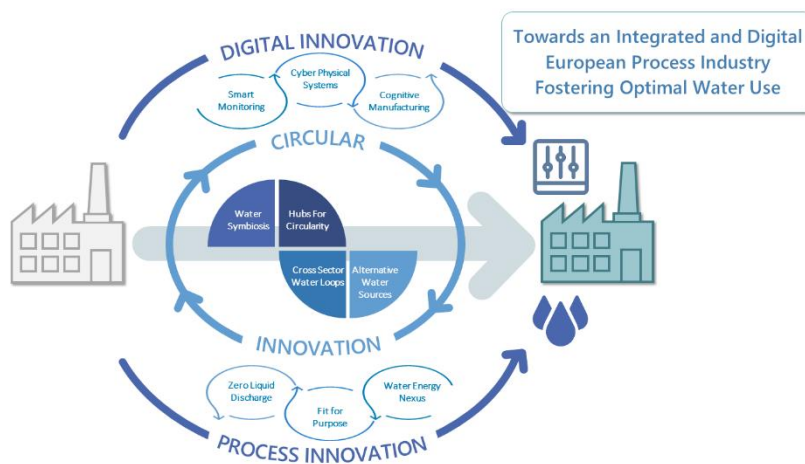 Towards an Integrated and Digital
European Process Industry
Fostering Optimal Water Use
DIGITAL INNOVATION
Smart
Monitoring
Cyber Physical
Systems
Cognitive
Manufacturing
CIRCULAR
Water
Symbiosis
Hubs For
Circularity
Cross Sector
Water Loops
Alternative
Water
Sources
INNOVATION
Zero Liquid
Discharge
Fit for
Purpose
Water Energy
Nexus
PROCESS INNOVATION